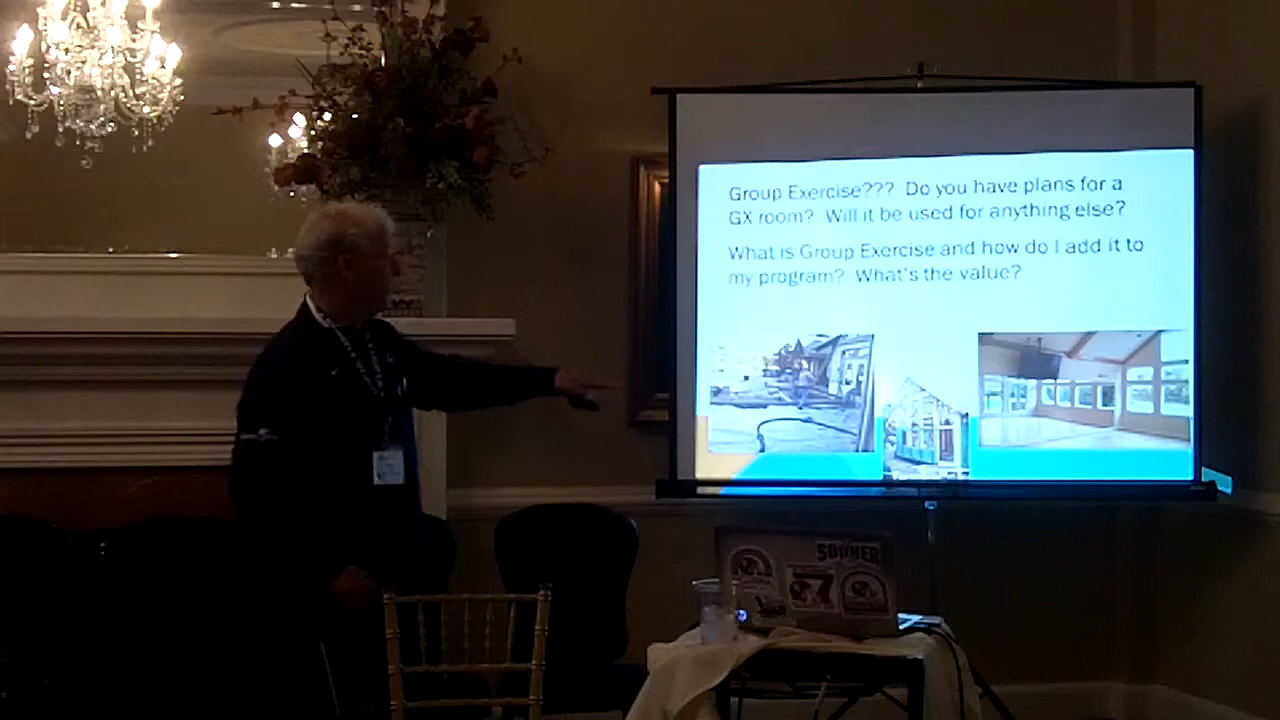 Group Exercise??? Do you have plans for a
GX room? Will it be used for anything else?
What is Group Exercise and how do I add it to
my program? What's the value?